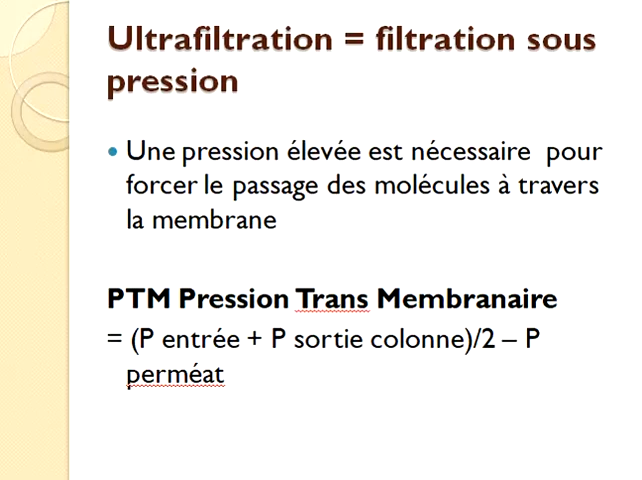 Ultrafiltration = filtration sous
pression
• Une pression élevée est nécessaire  pour
forcer le passage des molécules à travers
la membrane
PTM Pression Trans Membranaire
= (P entrée + P sortie colonne)/2 – P
perméat